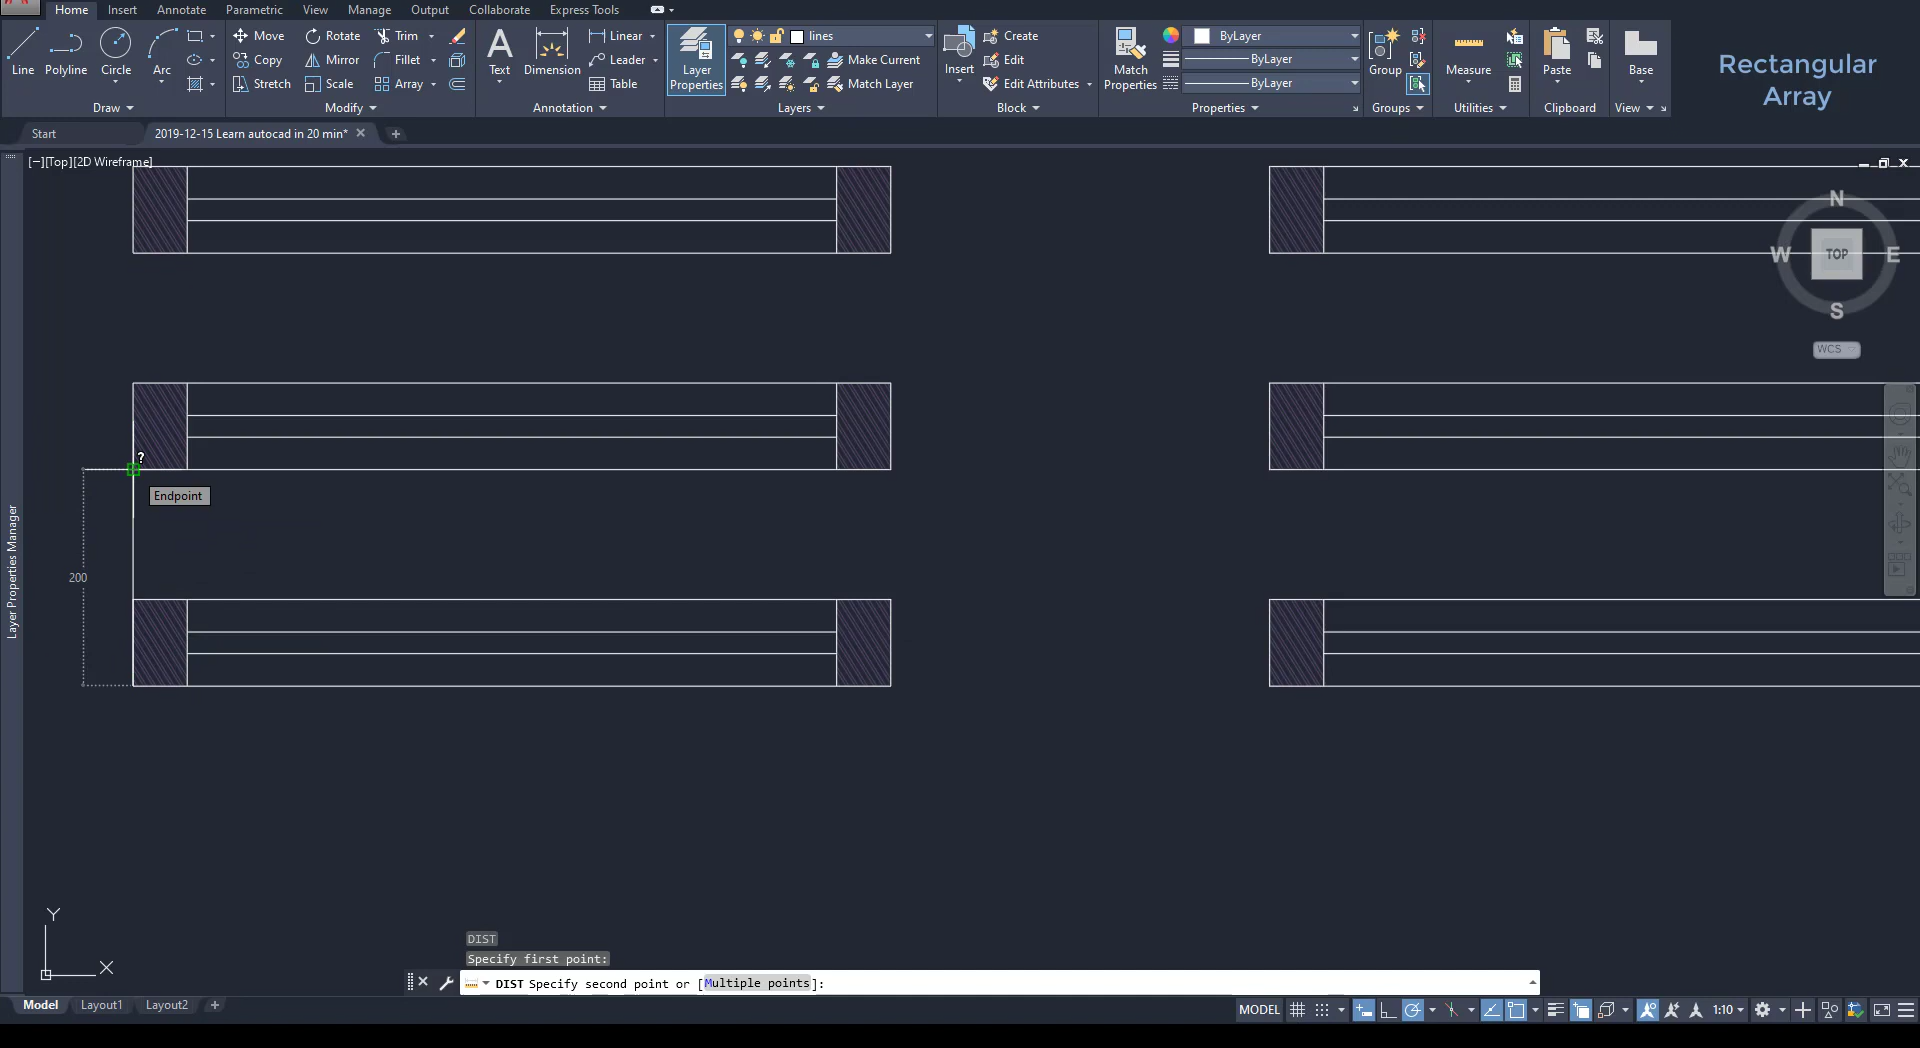 Home Insert Annotate Parametric View Manage Output Collaborate Express Tools
Line Polyline Circle Arc
Move Rotate Trim
Copy Mirror Fillet
Stretch Scale Array
Text Dimension
Linear
Leader
Table
Layer
Properties
lines
Make Current
Match Layer
Insert
Create
Edit
Edit Attributes
Match
Properties
ByLayer
ByLayer
ByLayer
Group
Measure
Paste
Base
Draw Modify Annotation Layers Block Properties Groups Utilities Clipboard View
Rectangular
Array
Start 2019-12-15 Learn autocad in 20 min*
[−][Top][2D Wireframe]
N
W TOP E
S
WCS
?
Endpoint
200
Layer Properties Manager
Y
X
DIST
Specify first point:
DIST Specify second point or [Multiple points]:
Model Layout1 Layout2
MODEL 1:10